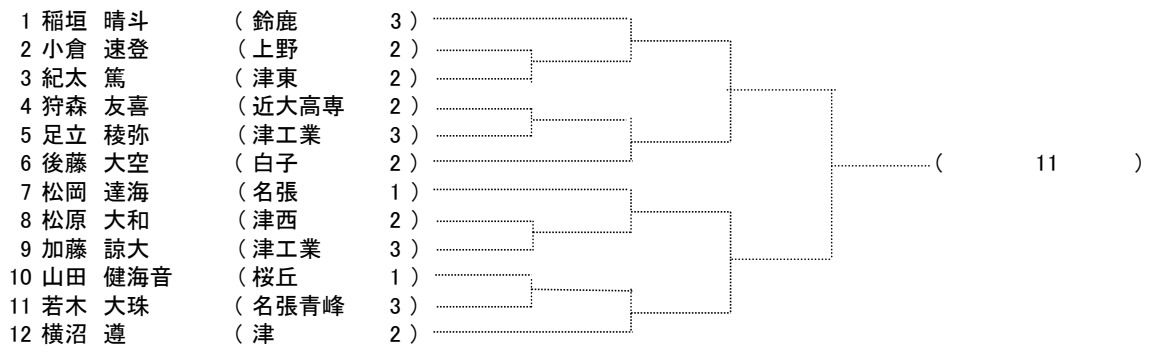 1 稲垣 晴斗 ( 鈴鹿 3 )
2 小倉 速登 ( 上野 2 )
3 紀太 篤 ( 津東 2 )
4 狩森 友喜 ( 近大高専 2 )
5 足立 稜弥 ( 津工業 3 )
6 後藤 大空 ( 白子 2 )
( 11 )
7 松岡 達海 ( 名張 1 )
8 松原 大和 ( 津西 2 )
9 加藤 諒大 ( 津工業 3 )
10 山田 健海音 ( 桜丘 1 )
11 若木 大珠 ( 名張青峰 3 )
12 横沼 遵 ( 津 2 )